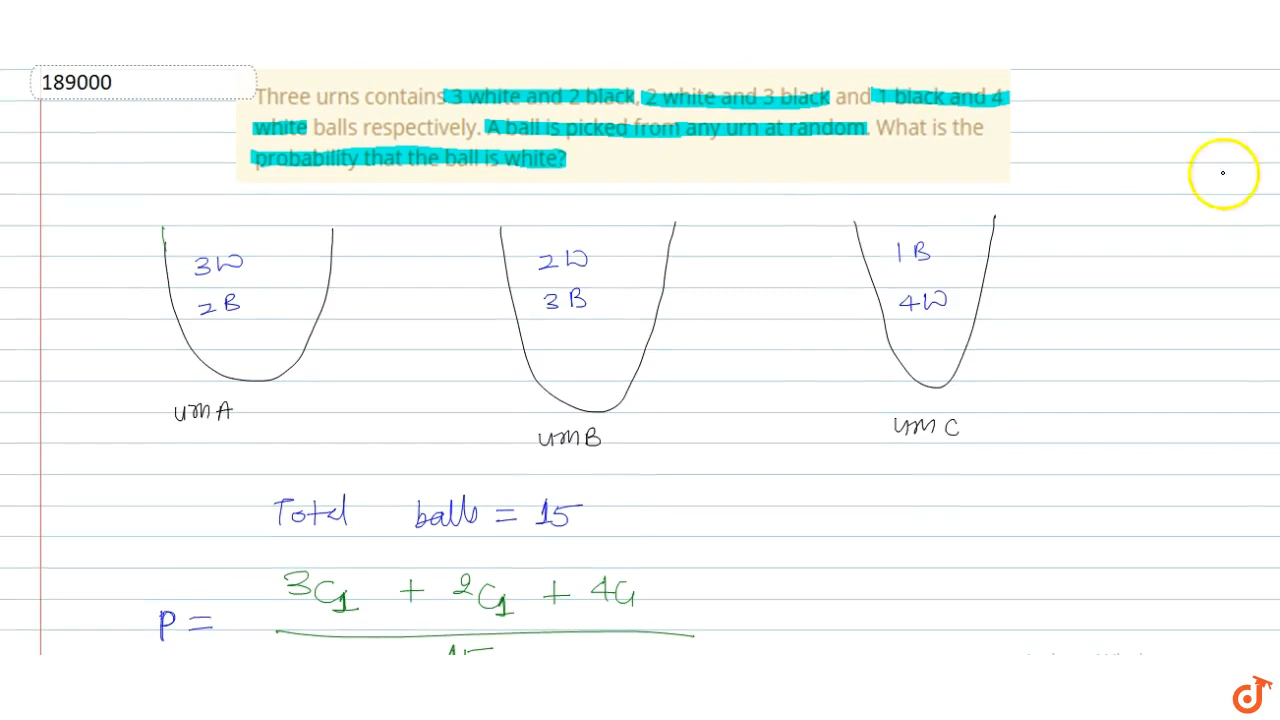 189000
Three urns contains 3 white and 2 black, 2 white and 3 black and 1 black and 4
white balls respectively. A ball is picked from any urn at random. What is the
probability that the ball is white?
3W 2W 1B
2B 3B 4W
urn A urn B urn C
Total balls = 15
3C1 + 2C1 + 4C
P =
15